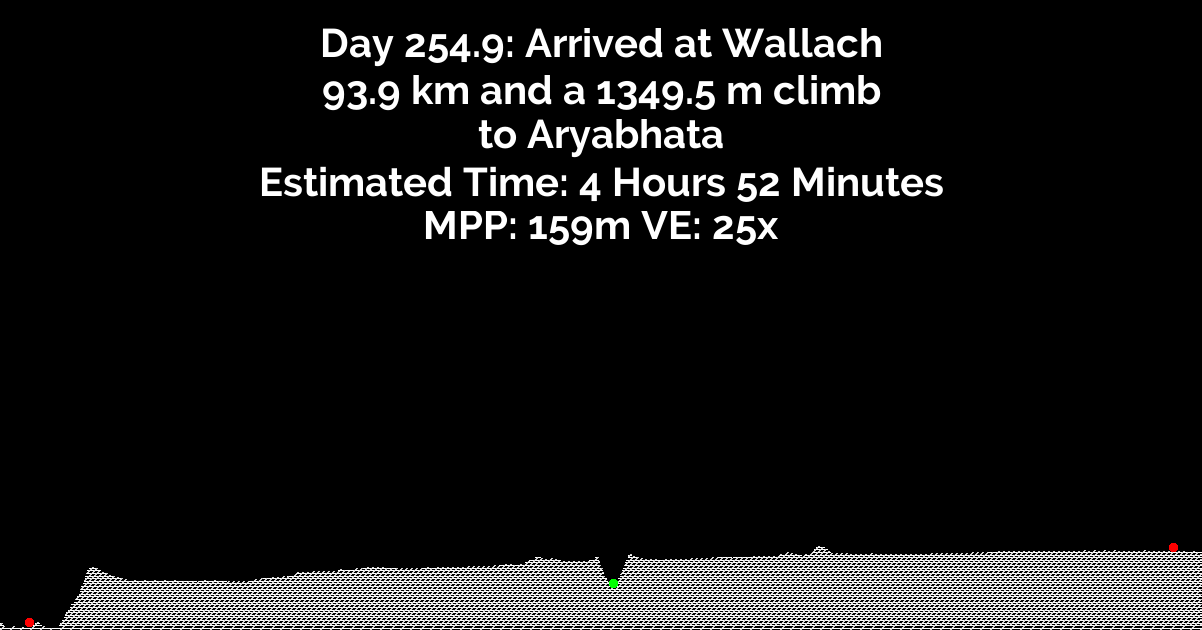 Day 254.9: Arrived at Wallach
93.9 km and a 1349.5 m climb
to Aryabhata
Estimated Time: 4 Hours 52 Minutes
MPP: 159m VE: 25x